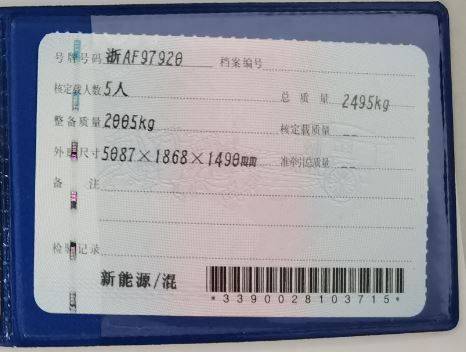 号牌号码 浙AF97920 档案编号
核定载人数 5人 总质量 2495kg
整备质量 2005kg 核定载质量 --
外廓尺寸 5087×1868×1490mm 准牵引总质量 --
备注
检验记录
新能源/混
*3390028103715*